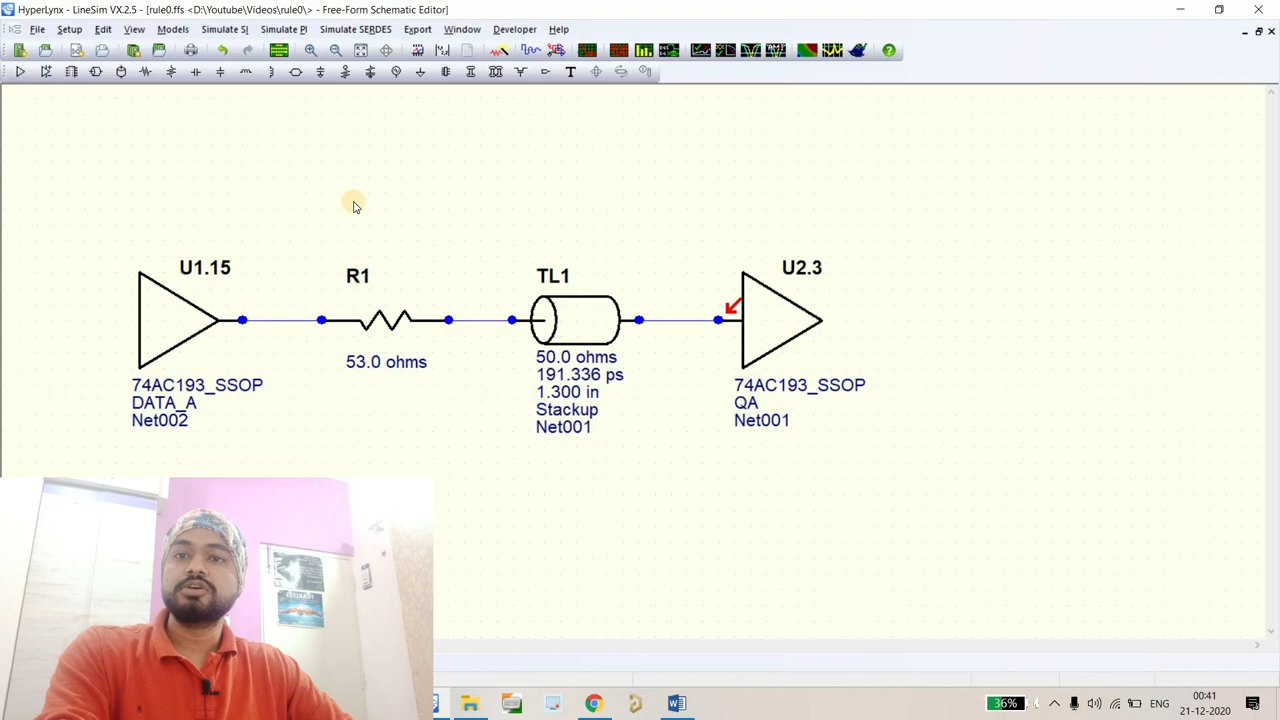 HyperLynx - LineSim VX.2.5 - [rule0.ffs <D:\Youtube\Videos\rule0\> - Free-Form Schematic Editor]
File Setup Edit View Models Simulate SI Simulate PI Simulate SERDES Export Window Developer Help
U1.15
R1
TL1
U2.3
53.0 ohms
50.0 ohms
191.336 ps
1.300 in
Stackup
Net001
74AC193_SSOP
DATA_A
Net002
74AC193_SSOP
QA
Net001
36%
ENG
00:41
21-12-2020